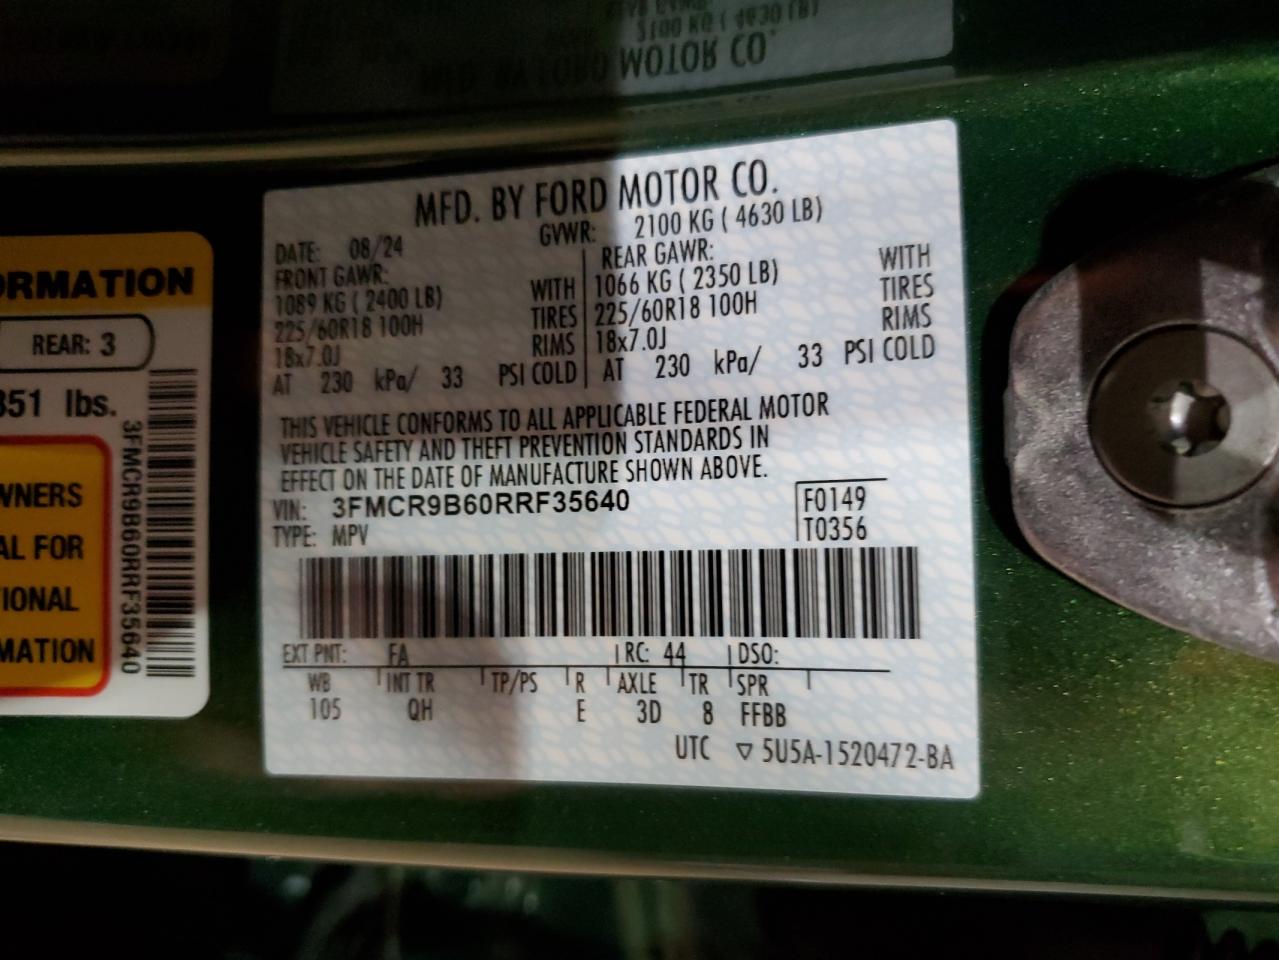 MFD. BY FORD MOTOR CO.
DATE: 08/24 GVWR: 2100 KG ( 4630 LB)
FRONT GAWR: REAR GAWR:
1089 KG ( 2400 LB) WITH 1066 KG ( 2350 LB) WITH
225/60R18 100H TIRES 225/60R18 100H TIRES
18x7.0J RIMS 18x7.0J RIMS
AT 230 kPa/ 33 PSI COLD AT 230 kPa/ 33 PSI COLD
THIS VEHICLE CONFORMS TO ALL APPLICABLE FEDERAL MOTOR
VEHICLE SAFETY AND THEFT PREVENTION STANDARDS IN
EFFECT ON THE DATE OF MANUFACTURE SHOWN ABOVE.
VIN: 3FMCR9B60RRF35640 F0149
TYPE: MPV T0356
EXT PNT: FA RC: 44 DSO:
WB INT TR TP/PS R AXLE TR SPR
105 QH E 3D 8 FFBB
UTC ▽ 5U5A-1520472-BA
ORMATION
REAR: 3
351 lbs.
WNERS
AL FOR
TIONAL
MATION
3FMCR9B60RRF35640